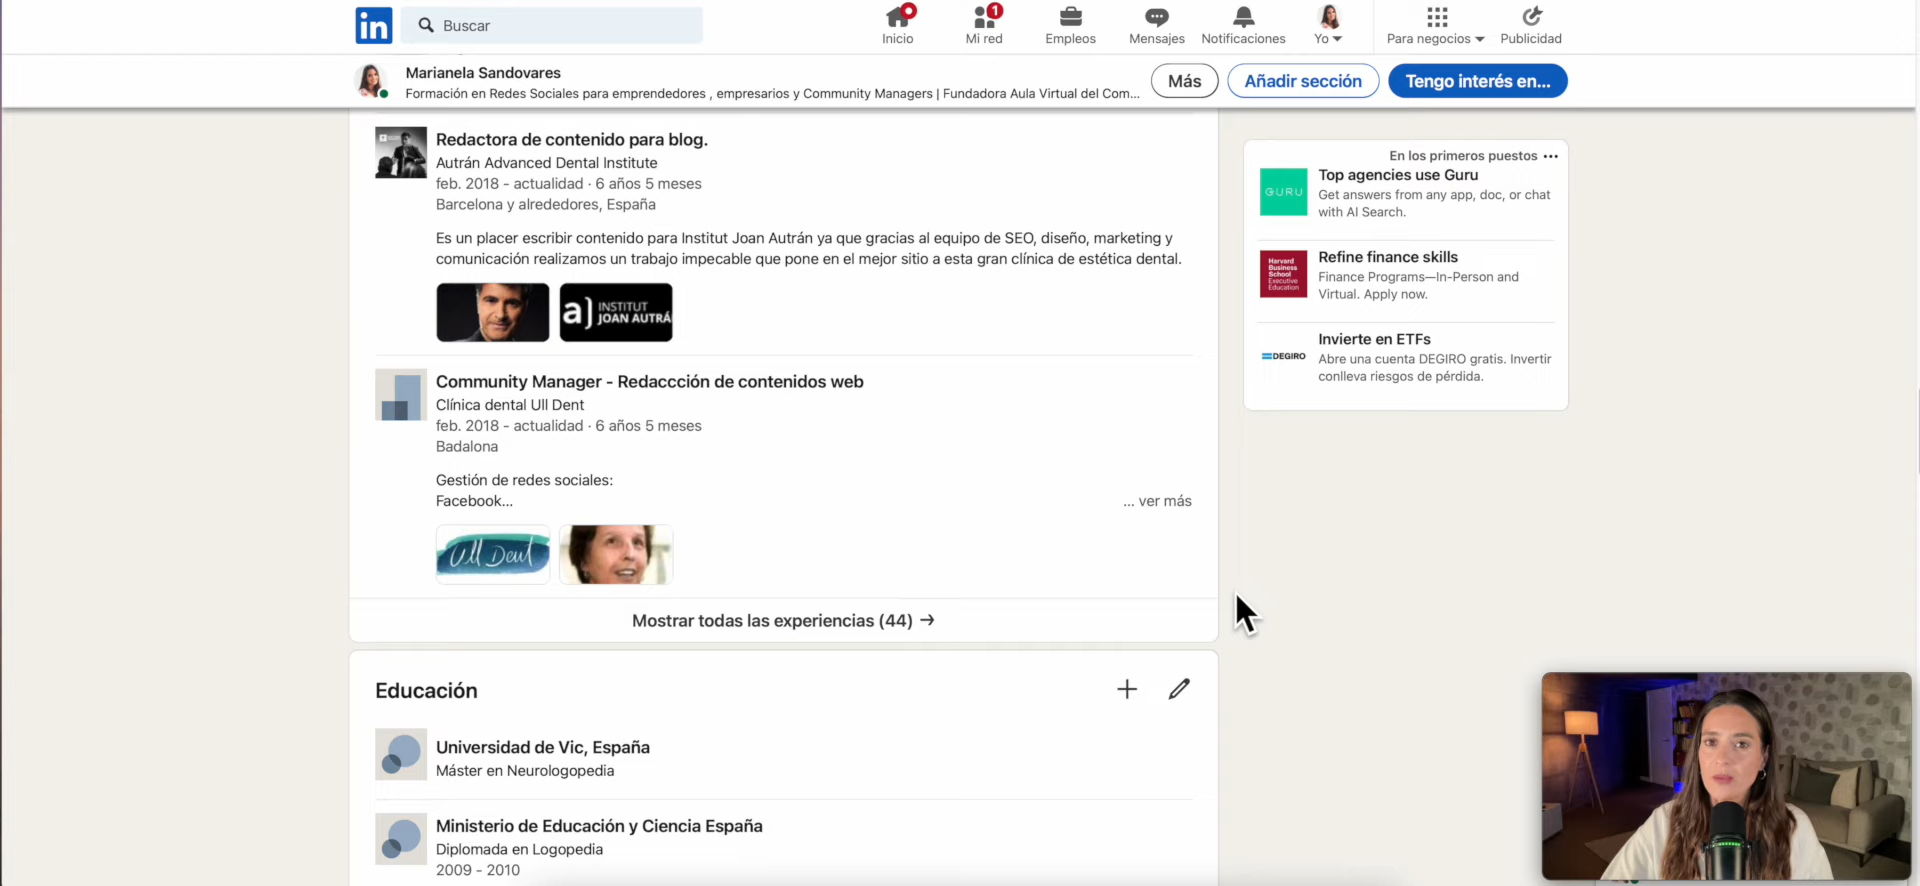 in
Buscar
Inicio
1
Mi red
Empleos
Mensajes
Notificaciones
Yo
Para negocios
Publicidad
Marianela Sandovares
Formación en Redes Sociales para emprendedores , empresarios y Community Managers | Fundadora Aula Virtual del Com...
Más
Añadir sección
Tengo interés en...
Redactora de contenido para blog.
Autrán Advanced Dental Institute
feb. 2018 - actualidad · 6 años 5 meses
Barcelona y alrededores, España
Es un placer escribir contenido para Institut Joan Autrán ya que gracias al equipo de SEO, diseño, marketing y
comunicación realizamos un trabajo impecable que pone en el mejor sitio a esta gran clínica de estética dental.
a) INSTITUT
JOAN AUTRÁ
Community Manager - Redaccción de contenidos web
Clínica dental Ull Dent
feb. 2018 - actualidad · 6 años 5 meses
Badalona
Gestión de redes sociales:
Facebook...
... ver más
Ull Dent
Mostrar todas las experiencias (44) →
Educación
Universidad de Vic, España
Máster en Neurologopedia
Ministerio de Educación y Ciencia España
Diplomada en Logopedia
2009 - 2010
En los primeros puestos ...
GURU
Top agencies use Guru
Get answers from any app, doc, or chat
with AI Search.
Harvard
Business
School
Executive
Education
Refine finance skills
Finance Programs—In-Person and
Virtual. Apply now.
DEGIRO
Invierte en ETFs
Abre una cuenta DEGIRO gratis. Invertir
conlleva riesgos de pérdida.